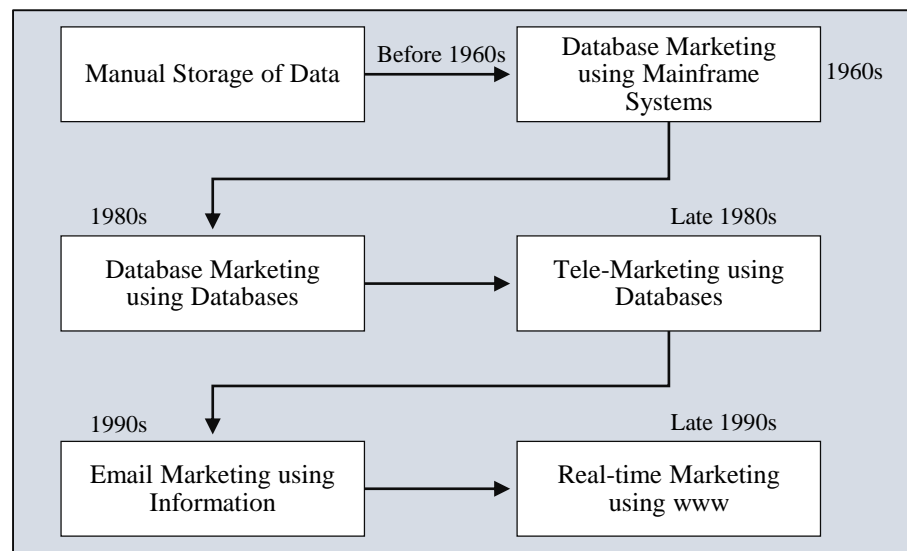 Manual Storage of Data
Before 1960s
Database Marketing
using Mainframe
Systems
1960s
1980s
Database Marketing
using Databases
Late 1980s
Tele-Marketing using
Databases
1990s
Email Marketing using
Information
Late 1990s
Real-time Marketing
using www